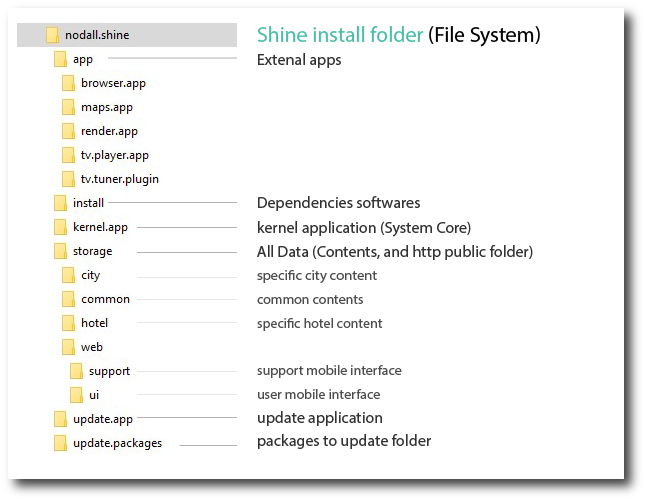 nodall.shine Shine install folder (File System)
app Extenal apps
browser.app
maps.app
render.app
tv.player.app
tv.tuner.plugin
install Dependencies softwares
kernel.app kernel application (System Core)
storage All Data (Contents, and http public folder)
city specific city content
common common contents
hotel specific hotel content
web
support support mobile interface
ui user mobile interface
update.app update application
update.packages packages to update folder